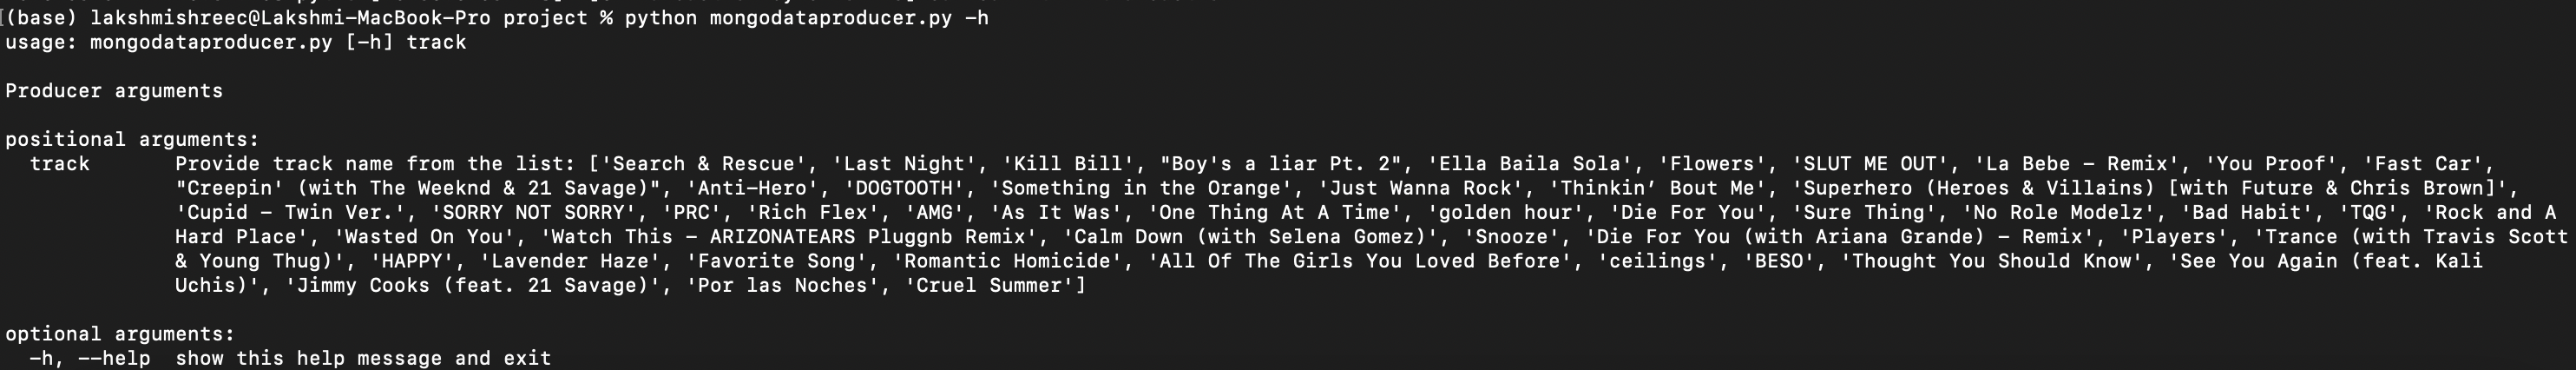 (base) lakshmishreec@Lakshmi-MacBook-Pro project % python mongodataproducer.py -h
usage: mongodataproducer.py [-h] track
Producer arguments
positional arguments:
  track       Provide track name from the list: ['Search & Rescue', 'Last Night', 'Kill Bill', "Boy's a liar Pt. 2", 'Ella Baila Sola', 'Flowers', 'SLUT ME OUT', 'La Bebe - Remix', 'You Proof', 'Fast Car',
              "Creepin' (with The Weeknd & 21 Savage)", 'Anti-Hero', 'DOGTOOTH', 'Something in the Orange', 'Just Wanna Rock', 'Thinkin’ Bout Me', 'Superhero (Heroes & Villains) [with Future & Chris Brown]',
              'Cupid - Twin Ver.', 'SORRY NOT SORRY', 'PRC', 'Rich Flex', 'AMG', 'As It Was', 'One Thing At A Time', 'golden hour', 'Die For You', 'Sure Thing', 'No Role Modelz', 'Bad Habit', 'TQG', 'Rock and A
              Hard Place', 'Wasted On You', 'Watch This - ARIZONATEARS Pluggnb Remix', 'Calm Down (with Selena Gomez)', 'Snooze', 'Die For You (with Ariana Grande) - Remix', 'Players', 'Trance (with Travis Scott
              & Young Thug)', 'HAPPY', 'Lavender Haze', 'Favorite Song', 'Romantic Homicide', 'All Of The Girls You Loved Before', 'ceilings', 'BESO', 'Thought You Should Know', 'See You Again (feat. Kali
              Uchis)', 'Jimmy Cooks (feat. 21 Savage)', 'Por las Noches', 'Cruel Summer']
optional arguments:
  -h, --help  show this help message and exit